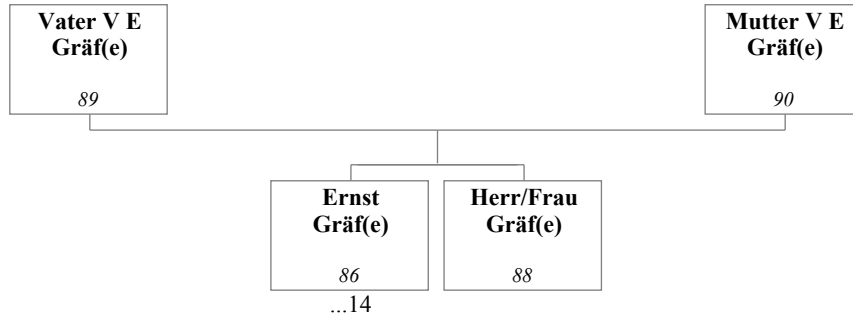 Vater V E
Gräf(e)
89
Mutter V E
Gräf(e)
90
Ernst
Gräf(e)
86
...14
Herr/Frau
Gräf(e)
88